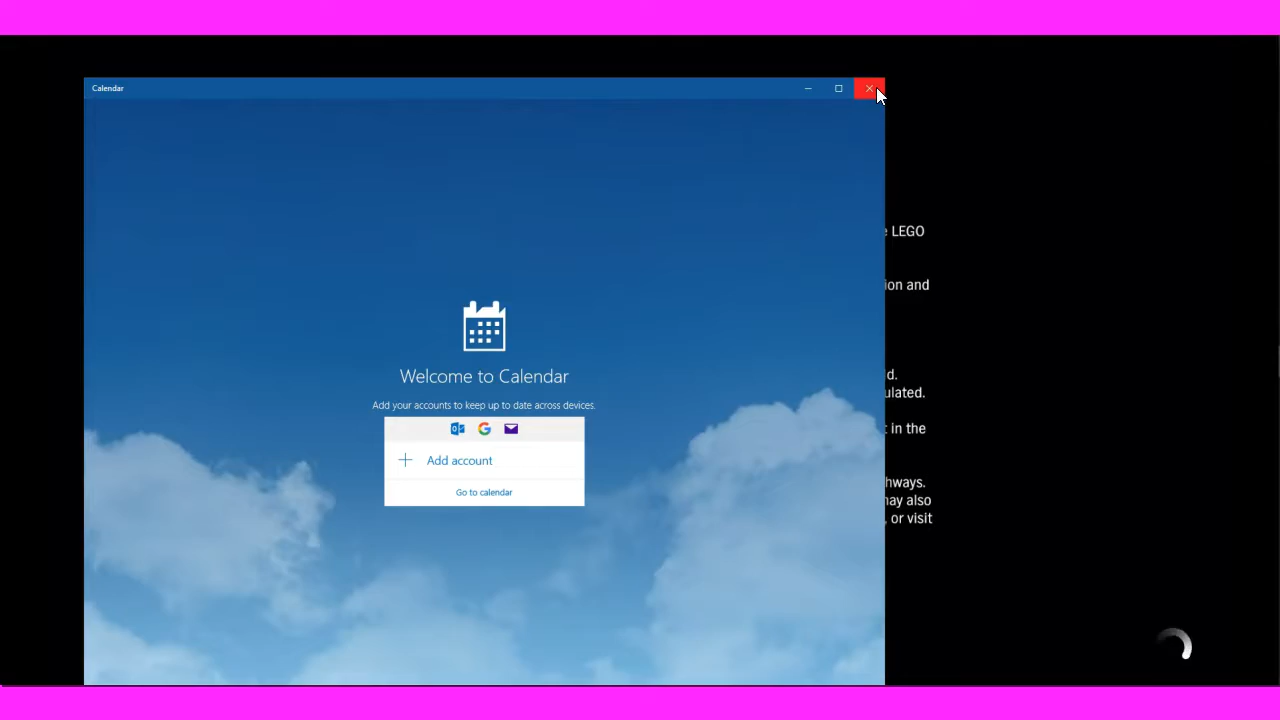 Calendar
LEGO
ion and
Welcome to Calendar
d.
ulated.
Add your accounts to keep up to date across devices.
in the
Add account
hways.
Go to calendar
may also
, or visit